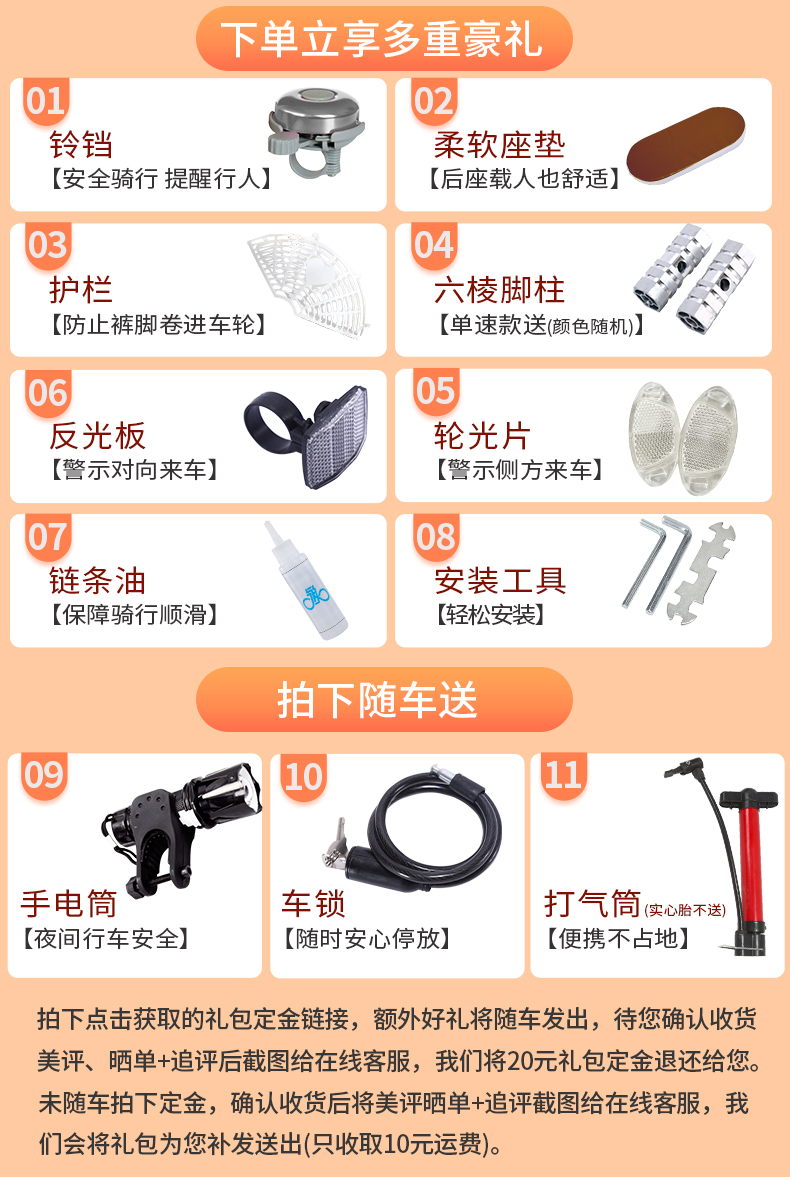 下单立享多重豪礼
01
铃铛
【安全骑行 提醒行人】
02
柔软座垫
【后座载人也舒适】
03
护栏
【防止裤脚卷进车轮】
04
六棱脚柱
【单速款送(颜色随机)】
06
反光板
【警示对向来车】
05
轮光片
【警示侧方来车】
07
链条油
【保障骑行顺滑】
08
安装工具
【轻松安装】
拍下随车送
09
手电筒
【夜间行车安全】
10
车锁
【随时安心停放】
11
打气筒(实心胎不送)
【便携不占地】
拍下点击获取的礼包定金链接，额外好礼将随车发出，待您确认收货
美评、晒单+追评后截图给在线客服，我们将20元礼包定金退还给您。
未随车拍下定金，确认收货后将美评晒单+追评截图给在线客服，我
们会将礼包为您补发送出(只收取10元运费)。